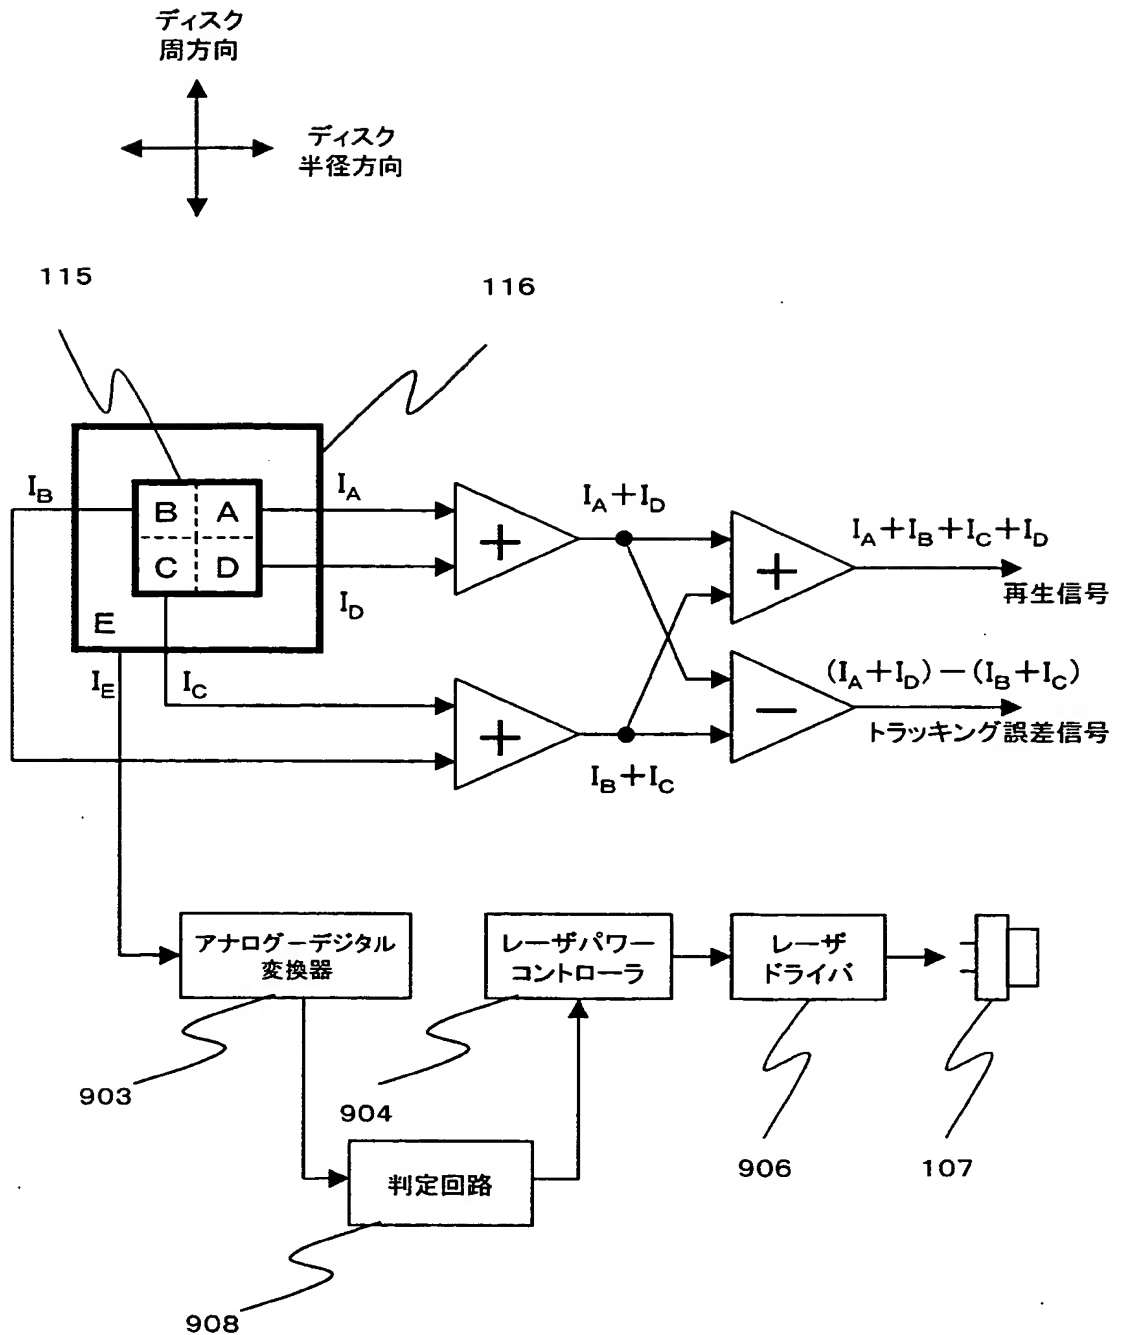 ディスク
周方向
ディスク
半径方向
115
116
I_B
I_A
I_A+I_D
I_A+I_B+I_C+I_D
B
A
+
+
C
D
再生信号
I_D
E
I_E
I_C
(I_A+I_D)-(I_B+I_C)
+
−
トラッキング誤差信号
I_B+I_C
アナログーデジタル
変換器
レーザパワー
コントローラ
レーザ
ドライバ
903
904
906
107
判定回路
908